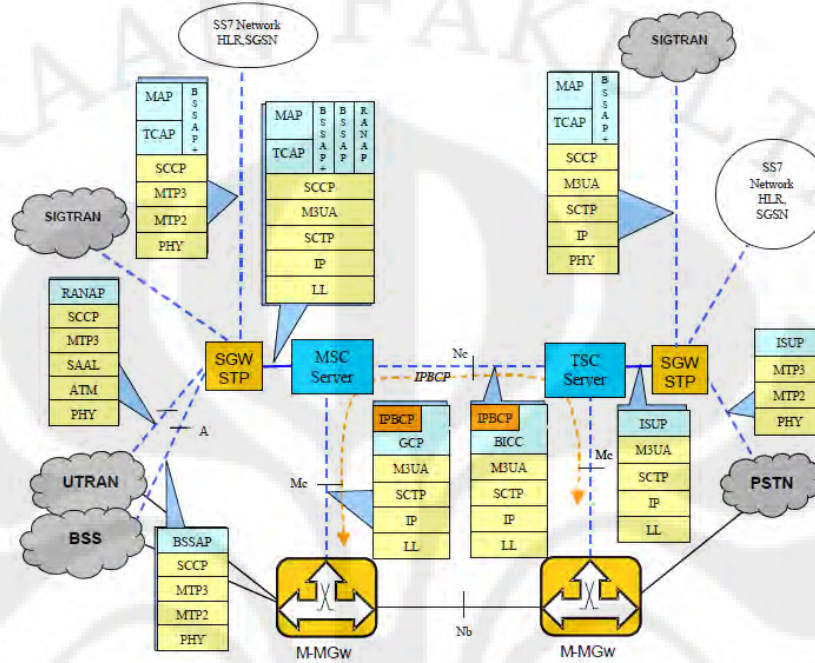 AAN FAKULT
SS7 Network
HLR,SGSN
SIGTRAN
MAP
TCAP
BSSAP+
SCCP
MTP3
MTP2
PHY
MAP
TCAP
BSSAP+
BSSAP
RANAP
SCCP
M3UA
SCTP
IP
LL
MAP
TCAP
BSSAP+
SCCP
M3UA
SCTP
IP
PHY
SS7
Network
HLR,
SGSN
SIGTRAN
RANAP
SCCP
MTP3
SAAL
ATM
PHY
SGW
STP
MSC
Server
Nc
IPBCP
TSC
Server
SGW
STP
ISUP
MTP3
MTP2
PHY
A
Mc
IPBCP
GCP
M3UA
SCTP
IP
LL
IPBCP
BICC
M3UA
SCTP
IP
LL
Mc
ISUP
M3UA
SCTP
IP
LL
UTRAN
BSS
PSTN
BSSAP
SCCP
MTP3
MTP2
PHY
M-MGw
Nb
M-MGw